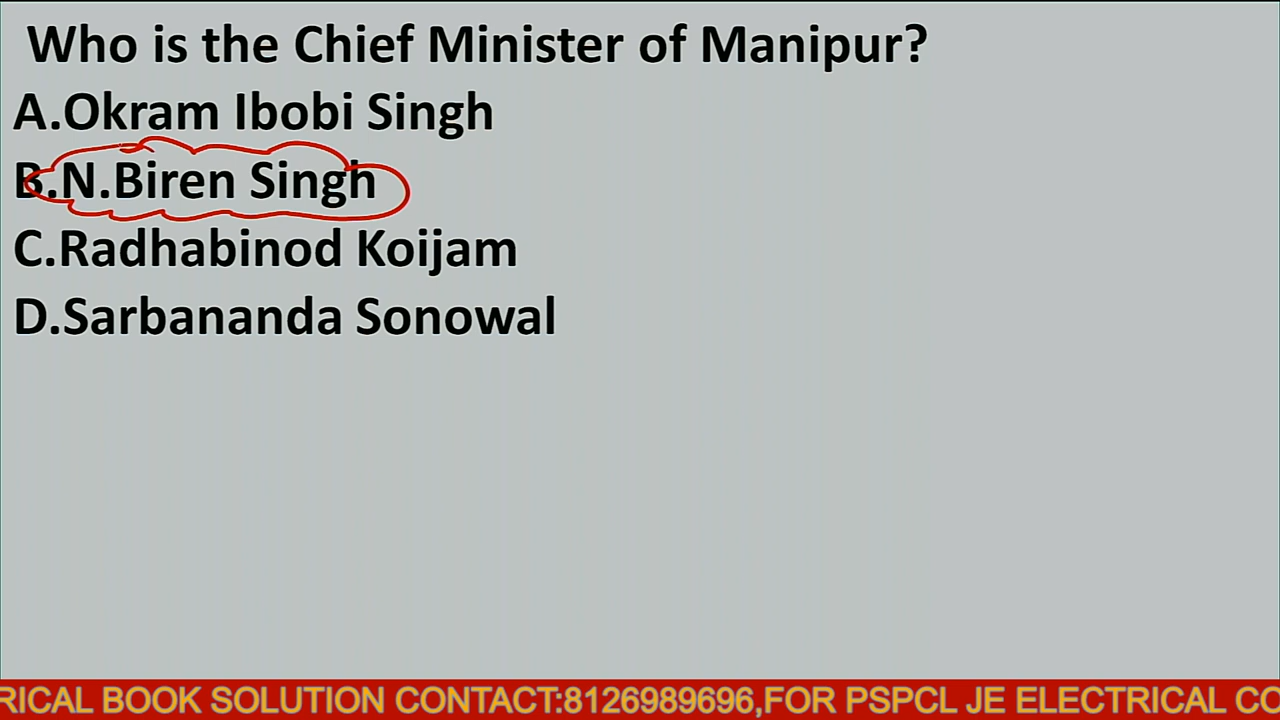 Who is the Chief Minister of Manipur?
A.Okram Ibobi Singh
B.N.Biren Singh
C.Radhabinod Koijam
D.Sarbananda Sonowal
RICAL BOOK SOLUTION CONTACT:8126989696,FOR PSPCL JE ELECTRICAL CO